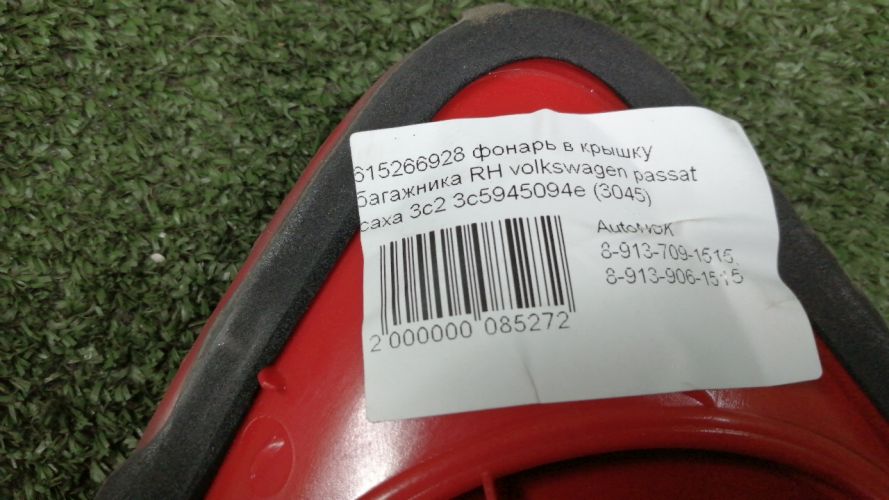 615266928 фонарь в крышку
багажника RH volkswagen passat
caxa 3c2 3c5945094e (3045)
AutoNSK
8-913-709-1515,
8-913-906-1515
2 000000 085272